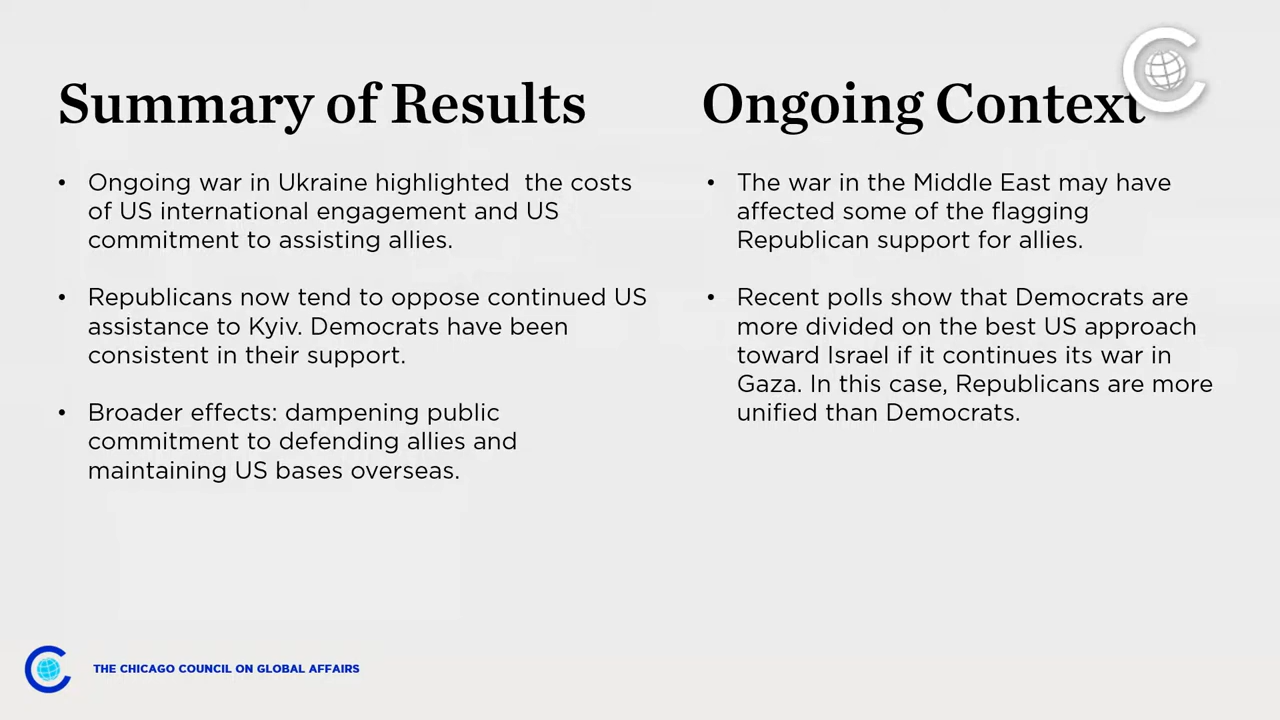 Summary of Results
• Ongoing war in Ukraine highlighted  the costs
of US international engagement and US
commitment to assisting allies.
• Republicans now tend to oppose continued US
assistance to Kyiv. Democrats have been
consistent in their support.
• Broader effects: dampening public
commitment to defending allies and
maintaining US bases overseas.
Ongoing Context
• The war in the Middle East may have
affected some of the flagging
Republican support for allies.
• Recent polls show that Democrats are
more divided on the best US approach
toward Israel if it continues its war in
Gaza. In this case, Republicans are more
unified than Democrats.
THE CHICAGO COUNCIL ON GLOBAL AFFAIRS